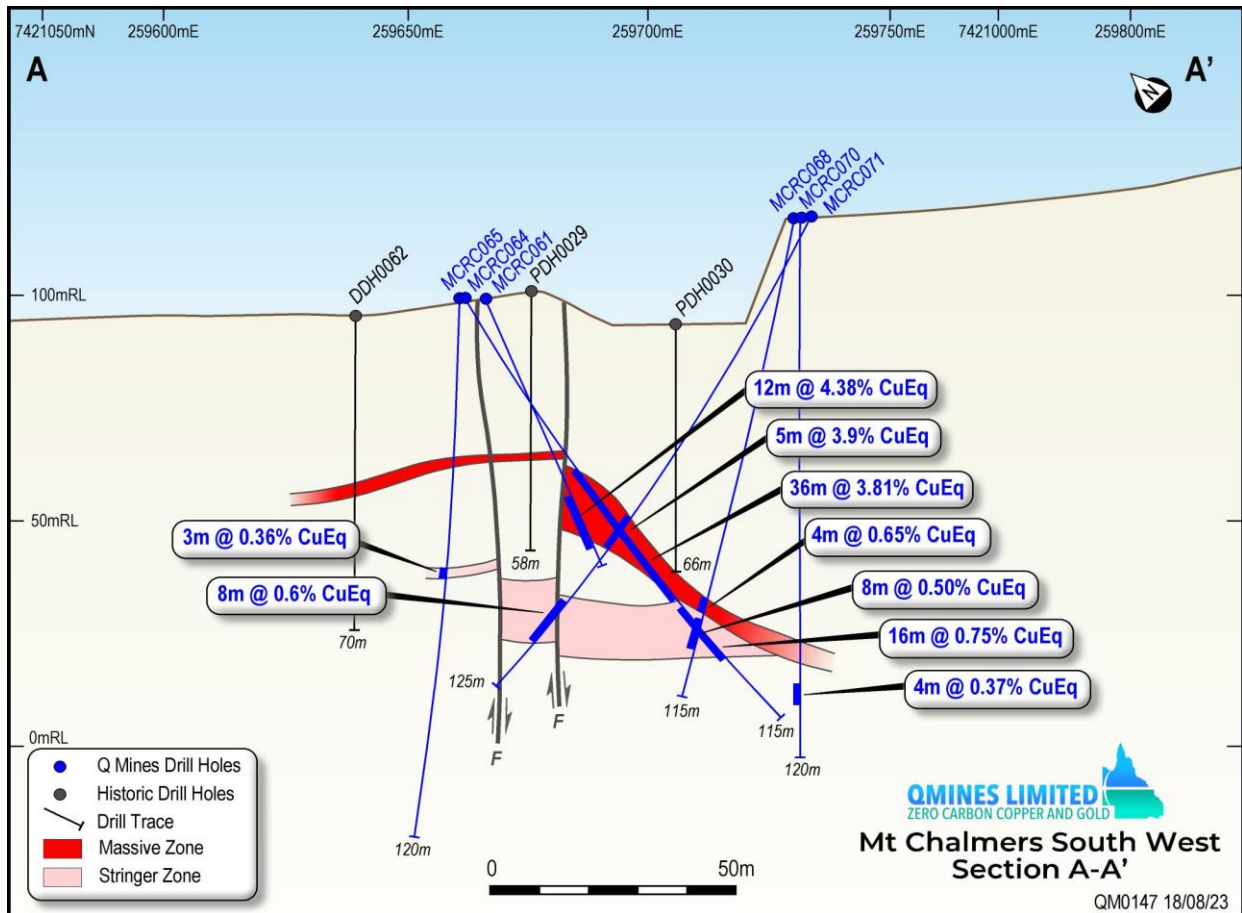 7421050mN
259600mE
259650mE
259700mE
259750mE
7421000mE
259800mE
A
A'
N
MCRC068
MCRC070
MCRC071
MCRC065
MCRC064
MCRC061
PDH0029
DDH0062
PDH0030
100mRL
50mRL
0mRL
12m @ 4.38% CuEq
5m @ 3.9% CuEq
36m @ 3.81% CuEq
4m @ 0.65% CuEq
8m @ 0.50% CuEq
16m @ 0.75% CuEq
4m @ 0.37% CuEq
3m @ 0.36% CuEq
8m @ 0.6% CuEq
58m
66m
70m
125m
115m
115m
120m
120m
F
F
Q Mines Drill Holes
Historic Drill Holes
Drill Trace
Massive Zone
Stringer Zone
0
50m
QMINES LIMITED
ZERO CARBON COPPER AND GOLD
Mt Chalmers South West
Section A-A'
QM0147 18/08/23